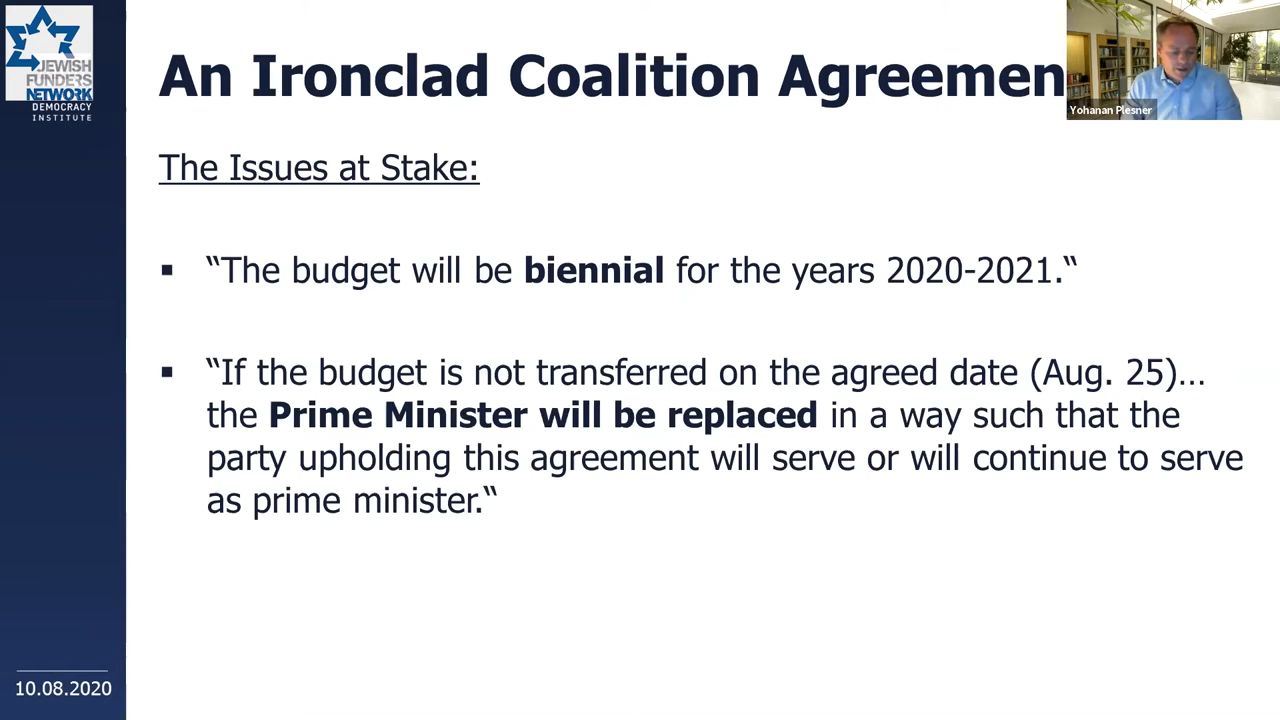 JEWISH
FUNDERS
NETWORK
DEMOCRACY
INSTITUTE
An Ironclad Coalition Agreemen
Yohanan Plesner
The Issues at Stake:
▪ “The budget will be biennial for the years 2020-2021.“
▪ “If the budget is not transferred on the agreed date (Aug. 25)…
the Prime Minister will be replaced in a way such that the
party upholding this agreement will serve or will continue to serve
as prime minister.“
10.08.2020